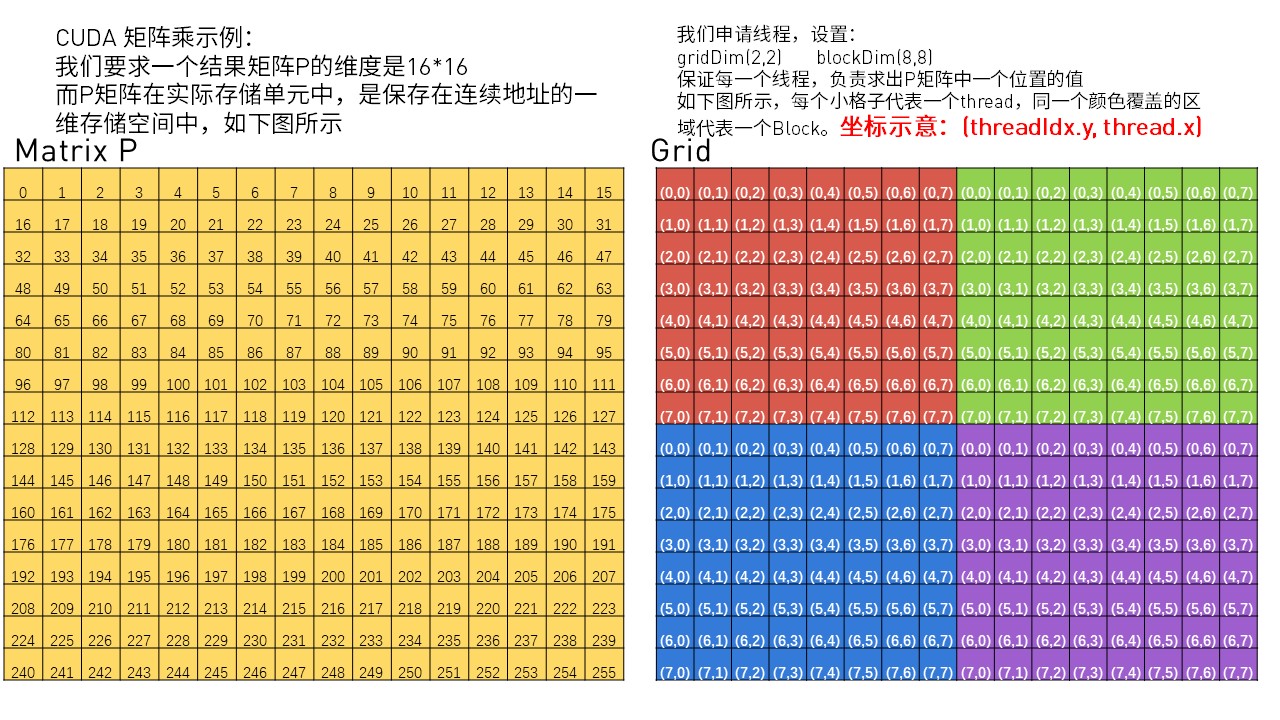 CUDA 矩阵乘示例：
我们要求一个结果矩阵P的维度是16*16
而P矩阵在实际存储单元中，是保存在连续地址的一
维存储空间中，如下图所示
Matrix P
0 1 2 3 4 5 6 7 8 9 10 11 12 13 14 15
16 17 18 19 20 21 22 23 24 25 26 27 28 29 30 31
32 33 34 35 36 37 38 39 40 41 42 43 44 45 46 47
48 49 50 51 52 53 54 55 56 57 58 59 60 61 62 63
64 65 66 67 68 69 70 71 72 73 74 75 76 77 78 79
80 81 82 83 84 85 86 87 88 89 90 91 92 93 94 95
96 97 98 99 100 101 102 103 104 105 106 107 108 109 110 111
112 113 114 115 116 117 118 119 120 121 122 123 124 125 126 127
128 129 130 131 132 133 134 135 136 137 138 139 140 141 142 143
144 145 146 147 148 149 150 151 152 153 154 155 156 157 158 159
160 161 162 163 164 165 166 167 168 169 170 171 172 173 174 175
176 177 178 179 180 181 182 183 184 185 186 187 188 189 190 191
192 193 194 195 196 197 198 199 200 201 202 203 204 205 206 207
208 209 210 211 212 213 214 215 216 217 218 219 220 221 222 223
224 225 226 227 228 229 230 231 232 233 234 235 236 237 238 239
240 241 242 243 244 245 246 247 248 249 250 251 252 253 254 255
我们申请线程，设置：
gridDim(2,2) blockDim(8,8)
保证每一个线程，负责求出P矩阵中一个位置的值
如下图所示，每个小格子代表一个thread，同一个颜色覆盖的区
域代表一个Block。坐标示意：(threadIdx.y, thread.x)
Grid
(0,0) (0,1) (0,2) (0,3) (0,4) (0,5) (0,6) (0,7) (0,0) (0,1) (0,2) (0,3) (0,4) (0,5) (0,6) (0,7)
(1,0) (1,1) (1,2) (1,3) (1,4) (1,5) (1,6) (1,7) (1,0) (1,1) (1,2) (1,3) (1,4) (1,5) (1,6) (1,7)
(2,0) (2,1) (2,2) (2,3) (2,4) (2,5) (2,6) (2,7) (2,0) (2,1) (2,2) (2,3) (2,4) (2,5) (2,6) (2,7)
(3,0) (3,1) (3,2) (3,3) (3,4) (3,5) (3,6) (3,7) (3,0) (3,1) (3,2) (3,3) (3,4) (3,5) (3,6) (3,7)
(4,0) (4,1) (4,2) (4,3) (4,4) (4,5) (4,6) (4,7) (4,0) (4,1) (4,2) (4,3) (4,4) (4,5) (4,6) (4,7)
(5,0) (5,1) (5,2) (5,3) (5,4) (5,5) (5,6) (5,7) (5,0) (5,1) (5,2) (5,3) (5,4) (5,5) (5,6) (5,7)
(6,0) (6,1) (6,2) (6,3) (6,4) (6,5) (6,6) (6,7) (6,0) (6,1) (6,2) (6,3) (6,4) (6,5) (6,6) (6,7)
(7,0) (7,1) (7,2) (7,3) (7,4) (7,5) (7,6) (7,7) (7,0) (7,1) (7,2) (7,3) (7,4) (7,5) (7,6) (7,7)
(0,0) (0,1) (0,2) (0,3) (0,4) (0,5) (0,6) (0,7) (0,0) (0,1) (0,2) (0,3) (0,4) (0,5) (0,6) (0,7)
(1,0) (1,1) (1,2) (1,3) (1,4) (1,5) (1,6) (1,7) (1,0) (1,1) (1,2) (1,3) (1,4) (1,5) (1,6) (1,7)
(2,0) (2,1) (2,2) (2,3) (2,4) (2,5) (2,6) (2,7) (2,0) (2,1) (2,2) (2,3) (2,4) (2,5) (2,6) (2,7)
(3,0) (3,1) (3,2) (3,3) (3,4) (3,5) (3,6) (3,7) (3,0) (3,1) (3,2) (3,3) (3,4) (3,5) (3,6) (3,7)
(4,0) (4,1) (4,2) (4,3) (4,4) (4,5) (4,6) (4,7) (4,0) (4,1) (4,2) (4,3) (4,4) (4,5) (4,6) (4,7)
(5,0) (5,1) (5,2) (5,3) (5,4) (5,5) (5,6) (5,7) (5,0) (5,1) (5,2) (5,3) (5,4) (5,5) (5,6) (5,7)
(6,0) (6,1) (6,2) (6,3) (6,4) (6,5) (6,6) (6,7) (6,0) (6,1) (6,2) (6,3) (6,4) (6,5) (6,6) (6,7)
(7,0) (7,1) (7,2) (7,3) (7,4) (7,5) (7,6) (7,7) (7,0) (7,1) (7,2) (7,3) (7,4) (7,5) (7,6) (7,7)